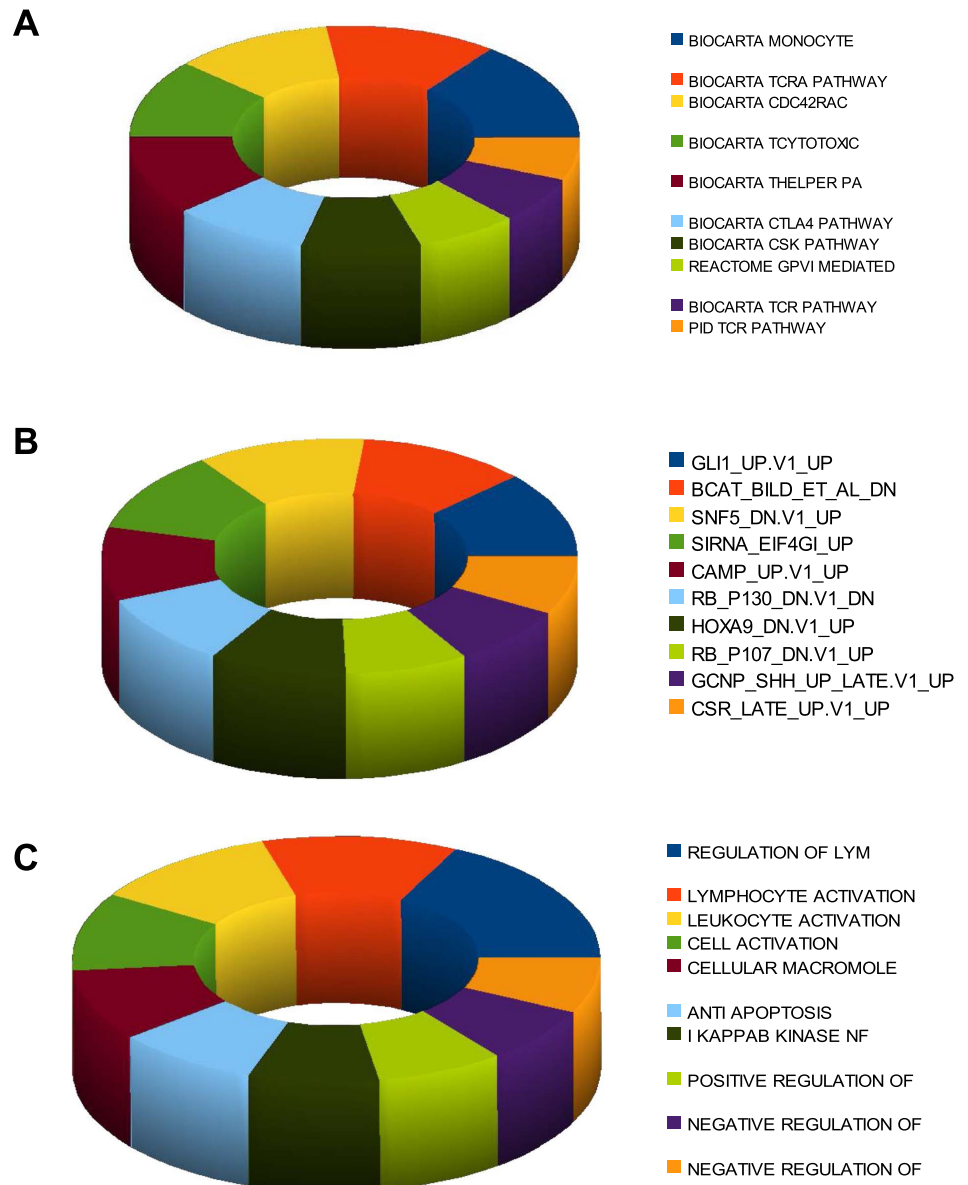 A
BIOCARTA MONOCYTE
BIOCARTA TCRA PATHWAY
BIOCARTA CDC42RAC
BIOCARTA TCYTOTOXIC
BIOCARTA THELPER PA
BIOCARTA CTLA4 PATHWAY
BIOCARTA CSK PATHWAY
REACTOME GPVI MEDIATED
BIOCARTA TCR PATHWAY
PID TCR PATHWAY
B
GLI1_UP.V1_UP
BCAT_BILD_ET_AL_DN
SNF5_DN.V1_UP
SIRNA_EIF4GI_UP
CAMP_UP.V1_UP
RB_P130_DN.V1_DN
HOXA9_DN.V1_UP
RB_P107_DN.V1_UP
GCNP_SHH_UP_LATE.V1_UP
CSR_LATE_UP.V1_UP
C
REGULATION OF LYM
LYMPHOCYTE ACTIVATION
LEUKOCYTE ACTIVATION
CELL ACTIVATION
CELLULAR MACROMOLE
ANTI APOPTOSIS
I KAPPAB KINASE NF
POSITIVE REGULATION OF
NEGATIVE REGULATION OF
NEGATIVE REGULATION OF